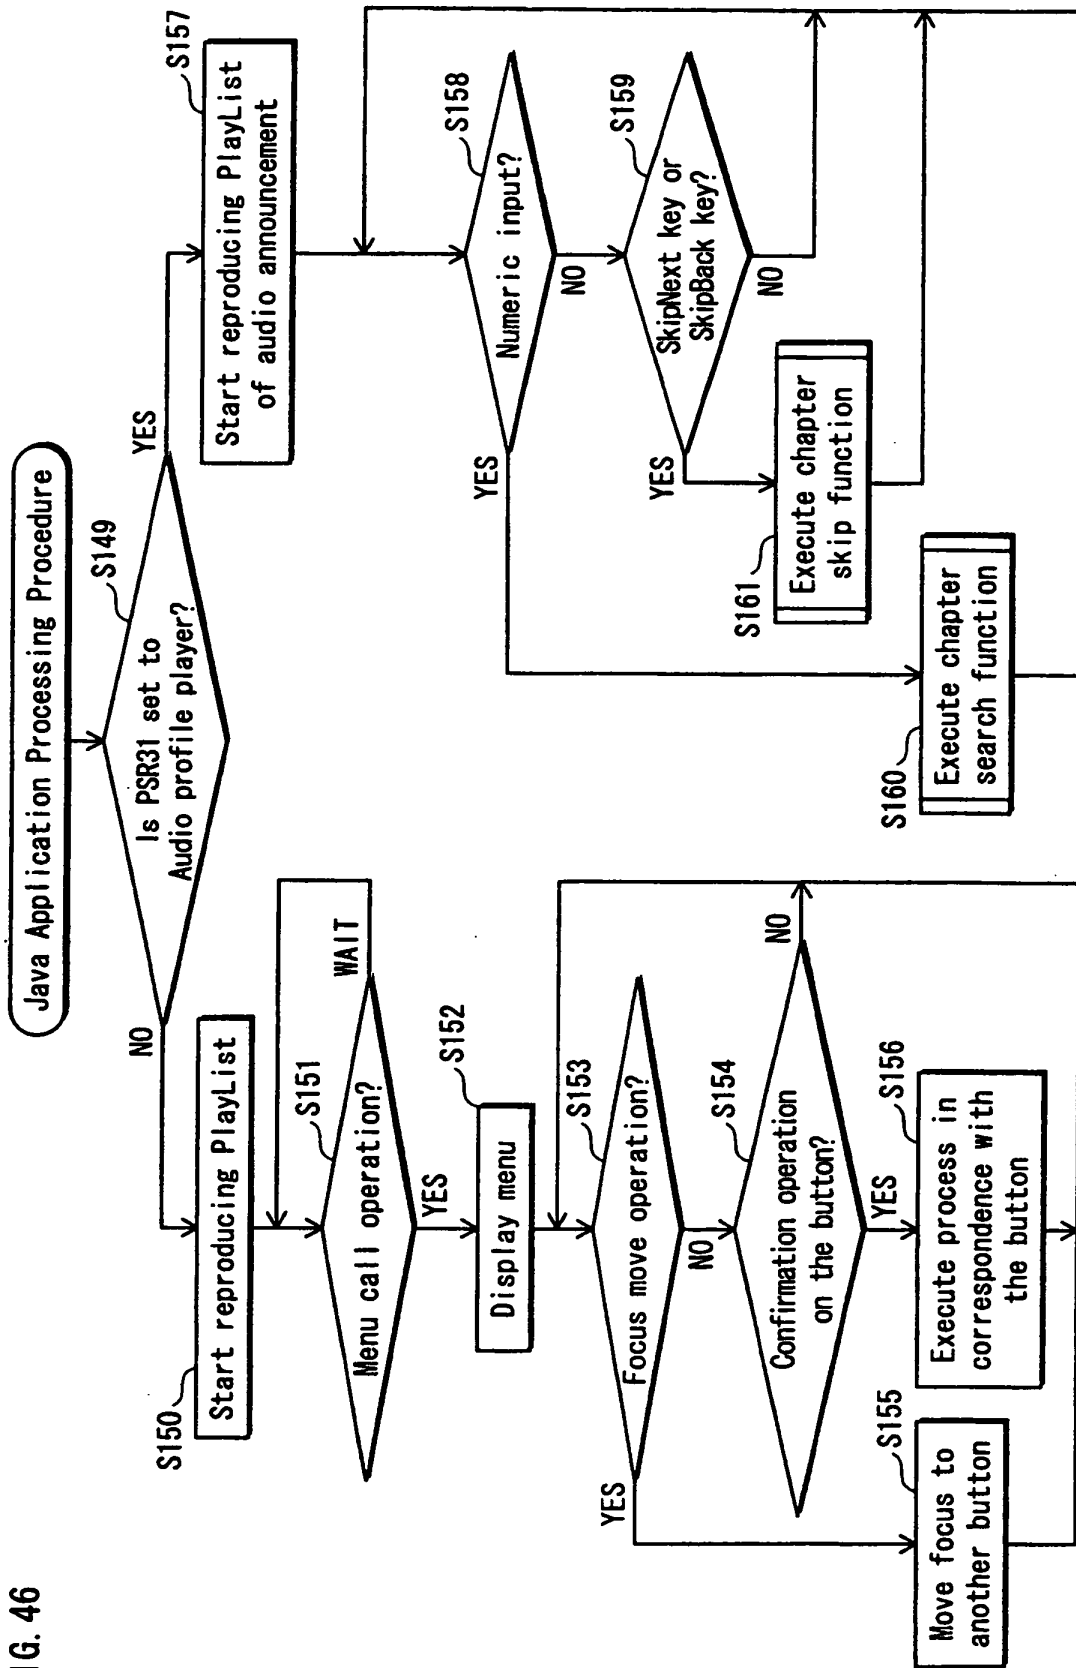 IG. 46
Java Application Processing Procedure
S149
Is PSR31 set to
Audio profile player?
NO
YES
S150
Start reproducing PlayList
S151
Menu call operation?
WAIT
YES
S152
Display menu
S153
Focus move operation?
YES
NO
S154
Confirmation operation
on the button?
NO
YES
S155
Move focus to
another button
S156
Execute process in
correspondence with
the button
S157
Start reproducing PlayList
of audio announcement
S158
Numeric input?
YES
NO
S159
SkipNext key or
SkipBack key?
YES
NO
S161
Execute chapter
skip function
S160
Execute chapter
search function